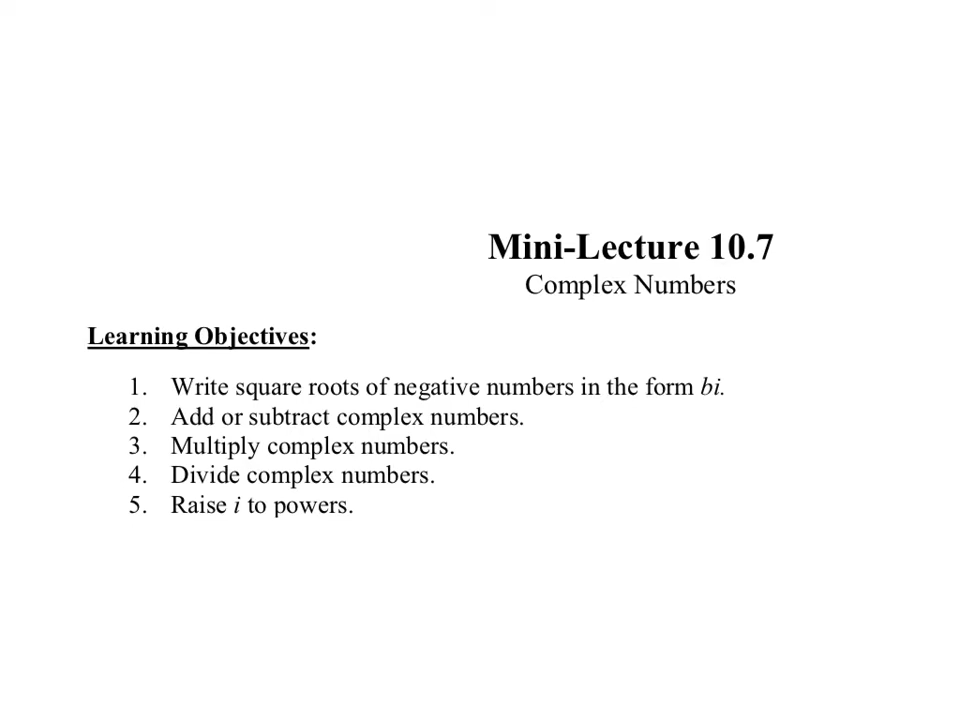 Mini-Lecture 10.7
Complex Numbers
Learning Objectives:
1. Write square roots of negative numbers in the form bi.
2. Add or subtract complex numbers.
3. Multiply complex numbers.
4. Divide complex numbers.
5. Raise i to powers.